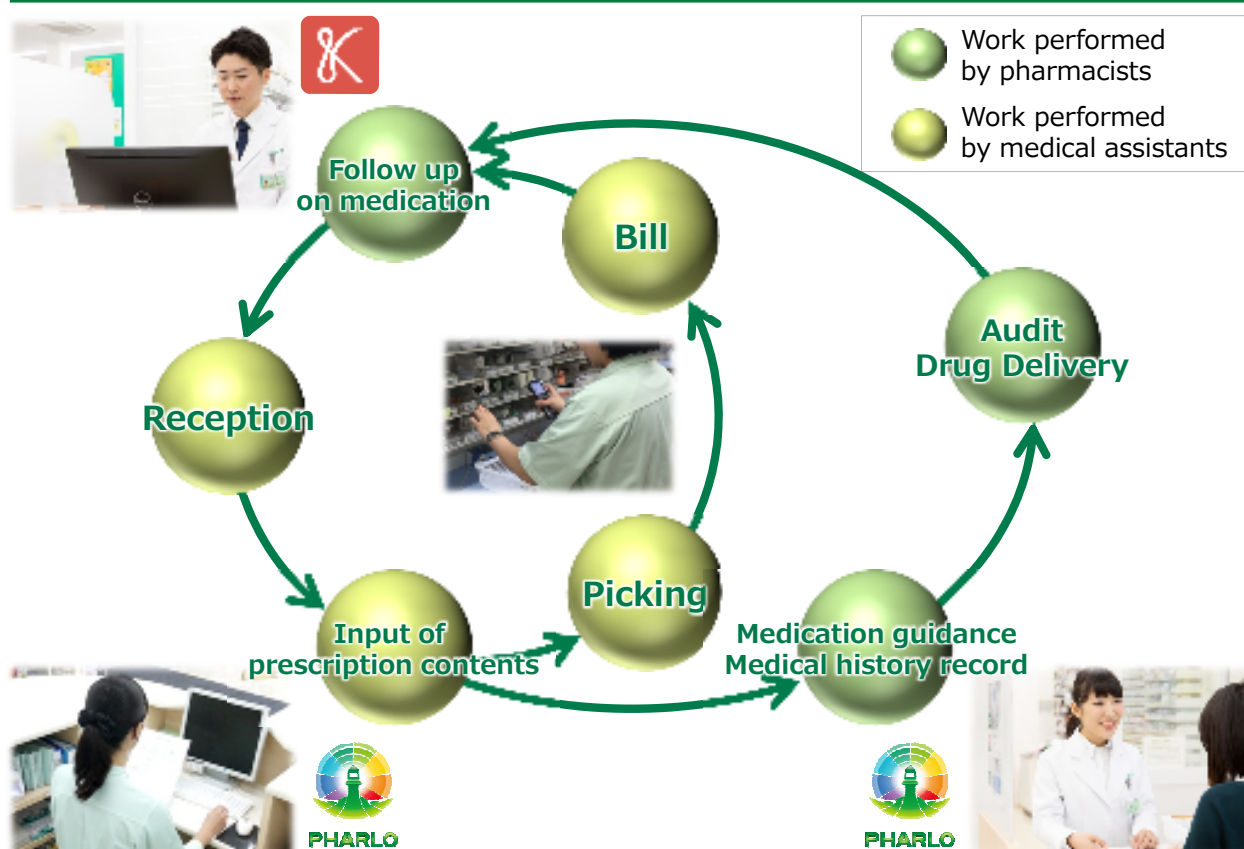 Work performed
by pharmacists
Work performed
by medical assistants
Follow up
on medication
Bill
Audit
Drug Delivery
Reception
Picking
Input of
prescription contents
Medication guidance
Medical history record
K
PHARLO
PHARLO